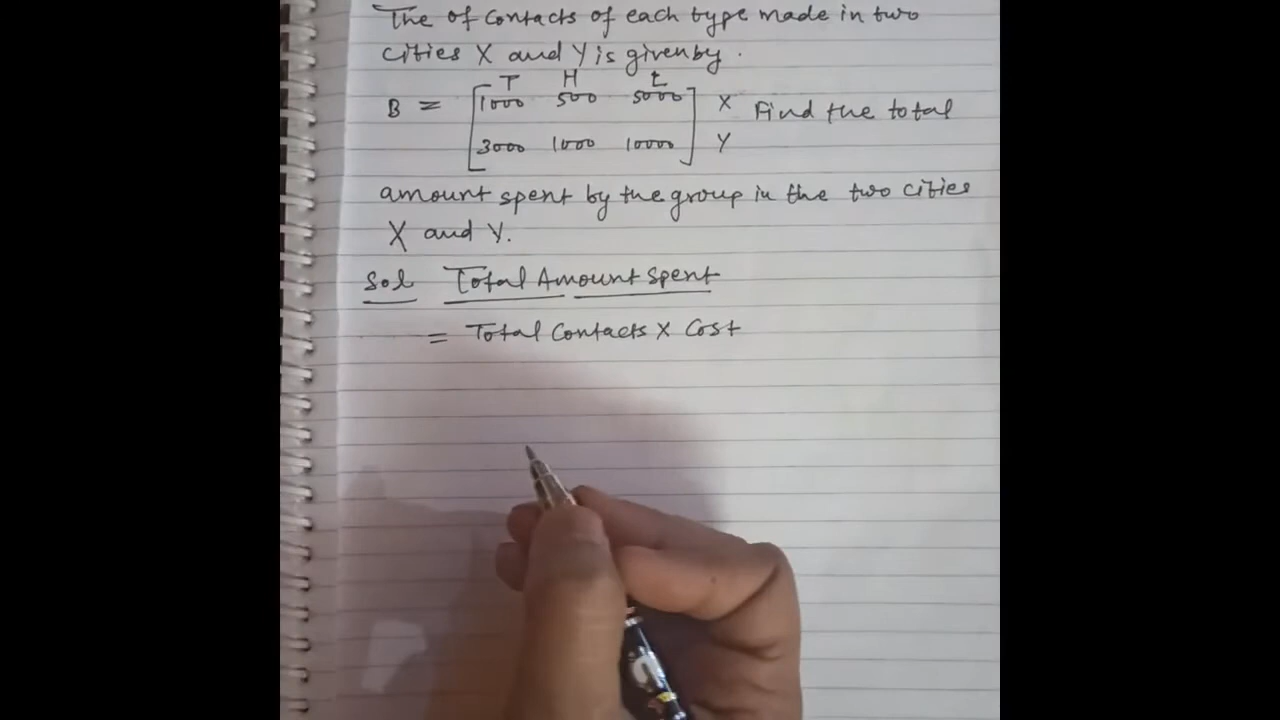 The of Contacts of each type made in two
cities X and Y is given by.
T H L
B = [1000 500 5000] X Find the total
[3000 1000 10000] Y
amount spent by the group in the two cities
X and Y.
Sol Total Amount Spent
= Total Contacts X Cost